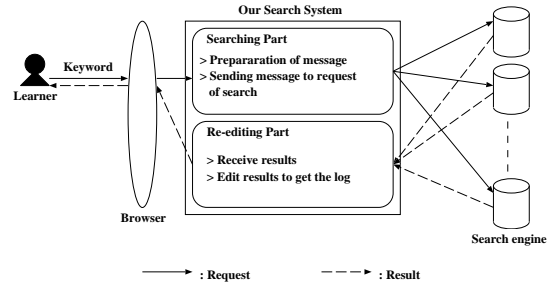 Our Search System
Searching Part
> Prepararation of message
> Sending message to request
of search
Keyword
Learner
Re-editing Part
> Receive results
> Edit results to get the log
Browser
Search engine
: Request
: Result